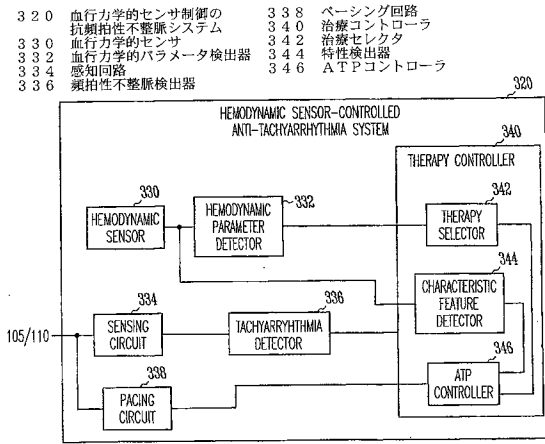 320 血行力学的センサ制御の
抗頻拍性不整脈システム
330 血行力学的センサ
332 血行力学的パラメータ検出器
334 感知回路
336 頻拍性不整脈検出器
338 ペーシング回路
340 治療コントローラ
342 治療セレクタ
344 特性検出器
346 ATPコントローラ
320
HEMODYNAMIC SENSOR-CONTROLLED
ANTI-TACHYARRHYTHMIA SYSTEM
340
THERAPY CONTROLLER
330
HEMODYNAMIC
SENSOR
332
HEMODYNAMIC
PARAMETER
DETECTOR
342
THERAPY
SELECTOR
344
CHARACTERISTIC
FEATURE
DETECTOR
334
SENSING
CIRCUIT
336
TACHYARRYHTHMIA
DETECTOR
105/110
346
ATP
CONTROLLER
338
PACING
CIRCUIT